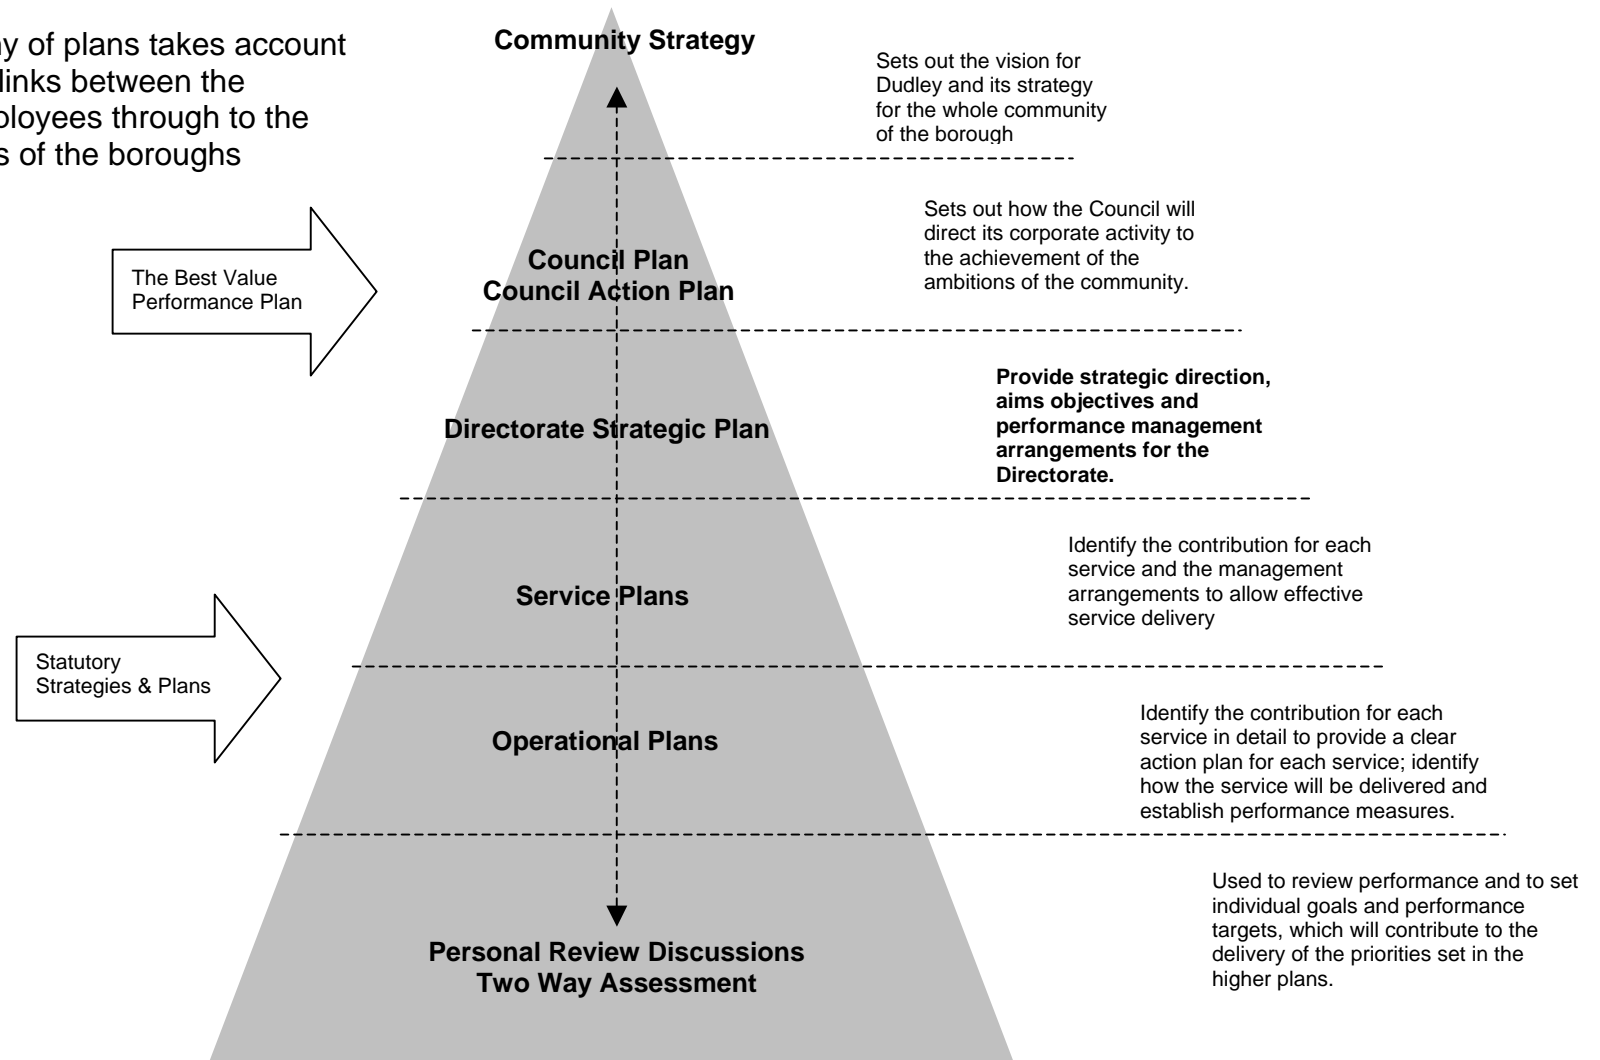 of plans takes account
links between the
through to the
of the boroughs
Community Strategy
Sets out the vision for
Dudley and its strategy
for the whole community
of the borough
Sets out how the Council will
direct its corporate activity to
the achievement of the
ambitions of the community.
The Best Value
Performance Plan
Council Plan
Council Action Plan
Provide strategic direction,
aims objectives and
performance management
arrangements for the
Directorate.
Directorate Strategic Plan
Identify the contribution for each
service and the management
arrangements to allow effective
service delivery
Service Plans
Statutory
Strategies & Plans
Identify the contribution for each
service in detail to provide a clear
action plan for each service; identify
how the service will be delivered and
establish performance measures.
Operational Plans
Used to review performance and to set
individual goals and performance
targets, which will contribute to the
delivery of the priorities set in the
higher plans.
Personal Review Discussions
Two Way Assessment